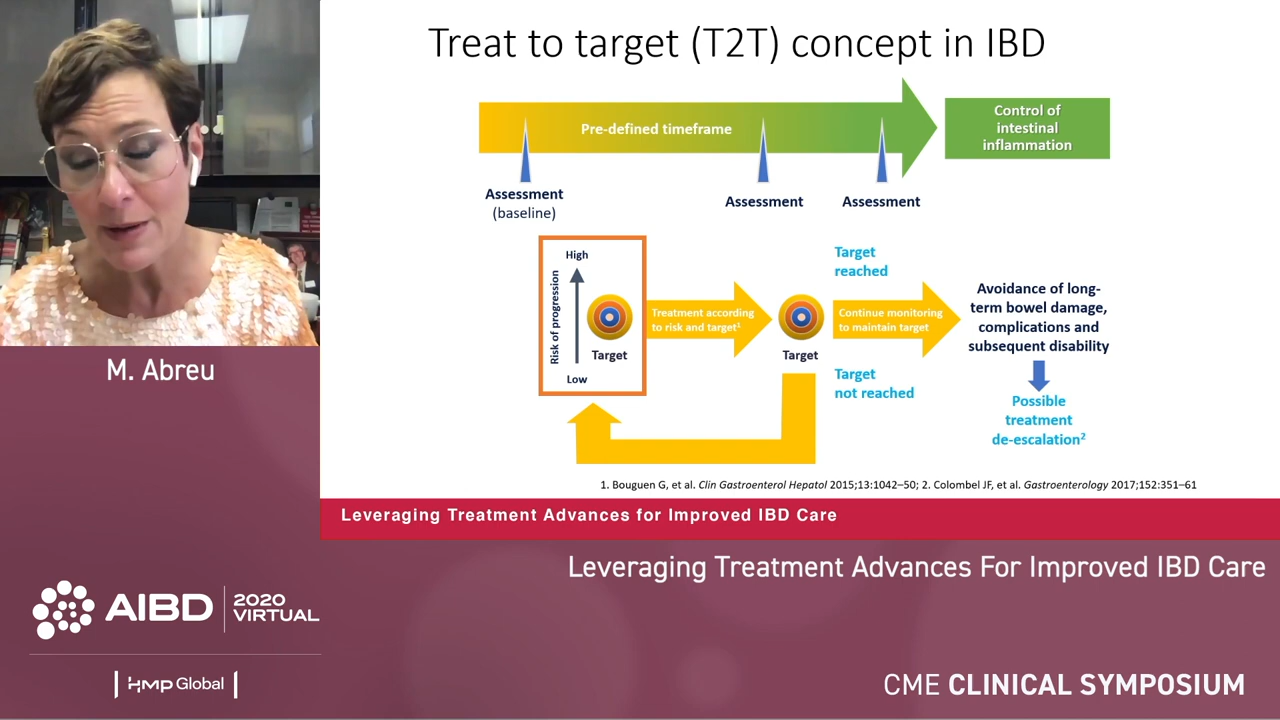 Treat to target (T2T) concept in IBD
Pre-defined timeframe
Control of
intestinal
inflammation
Assessment
(baseline)
Assessment
Assessment
High
Risk of progression
Target
Low
Treatment according
to risk and target¹
Target
Target
reached
Continue monitoring
to maintain target
Target
not reached
Avoidance of long-
term bowel damage,
complications and
subsequent disability
Possible
treatment
de-escalation²
1. Bouguen G, et al. Clin Gastroenterol Hepatol 2015;13:1042–50; 2. Colombel JF, et al. Gastroenterology 2017;152:351–61
Leveraging Treatment Advances for Improved IBD Care
M. Abreu
Leveraging Treatment Advances For Improved IBD Care
AIBD
2020
VIRTUAL
HMP Global
CME CLINICAL SYMPOSIUM